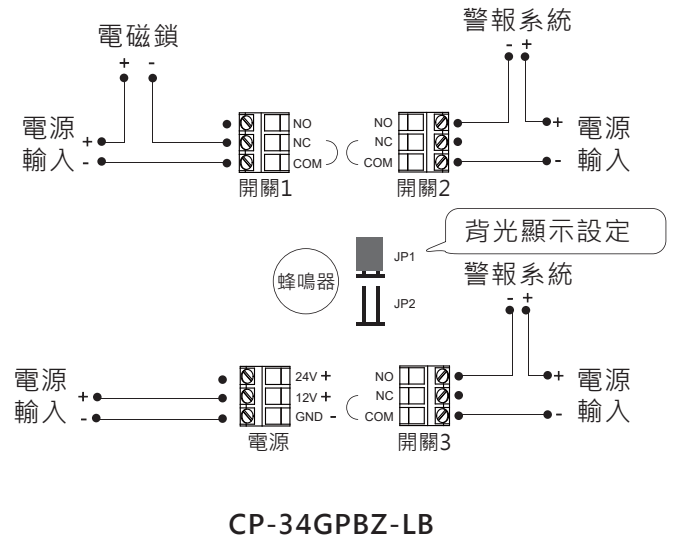 電磁鎖
+ -
電源
輸入
+
-
NO
NC
COM
開關1
警報系統
- +
NO
NC
COM
開關2
+
-
電源
輸入
背光顯示設定
JP1
蜂鳴器
JP2
警報系統
- +
電源
輸入
+
-
24V +
12V +
GND -
電源
NO
NC
COM
開關3
+
-
電源
輸入
CP-34GPBZ-LB